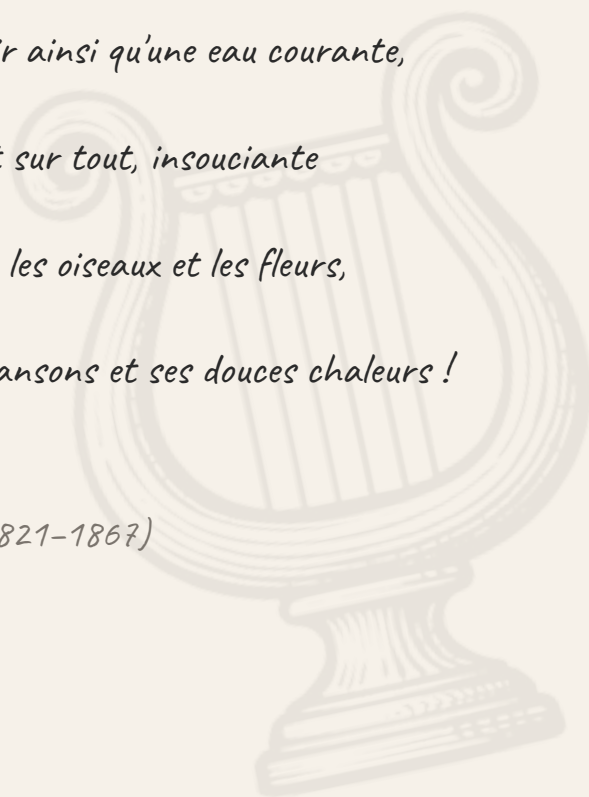 r ainsi qu'une eau courante,
t sur tout, insouciante
les oiseaux et les fleurs,
ansons et ses douces chaleurs !
821–1867)